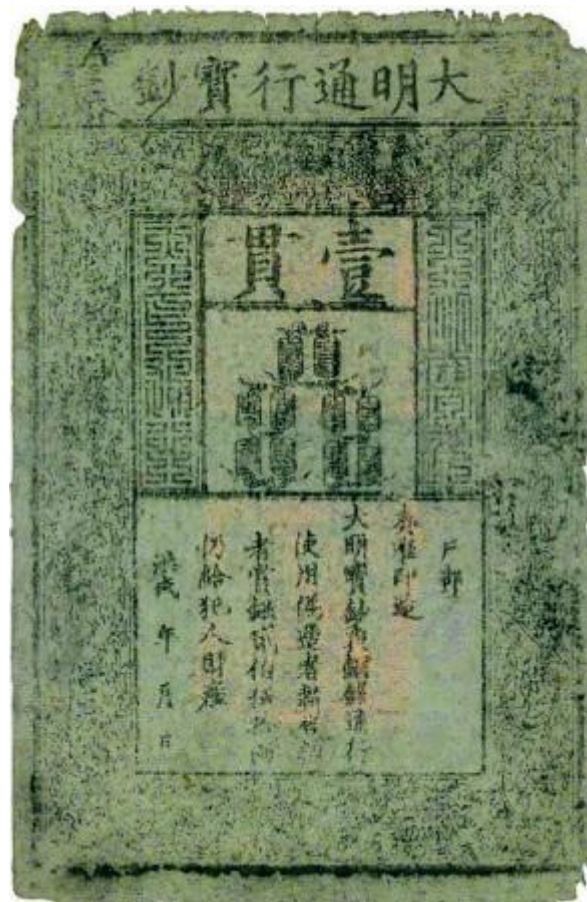 大明通行寶鈔
壹貫
户部
奏准印造
大明寶鈔與銅錢通行
使用偽造者斬告捕
者賞銀貳伯伍拾兩
仍給犯人財產
洪武 年 月 日